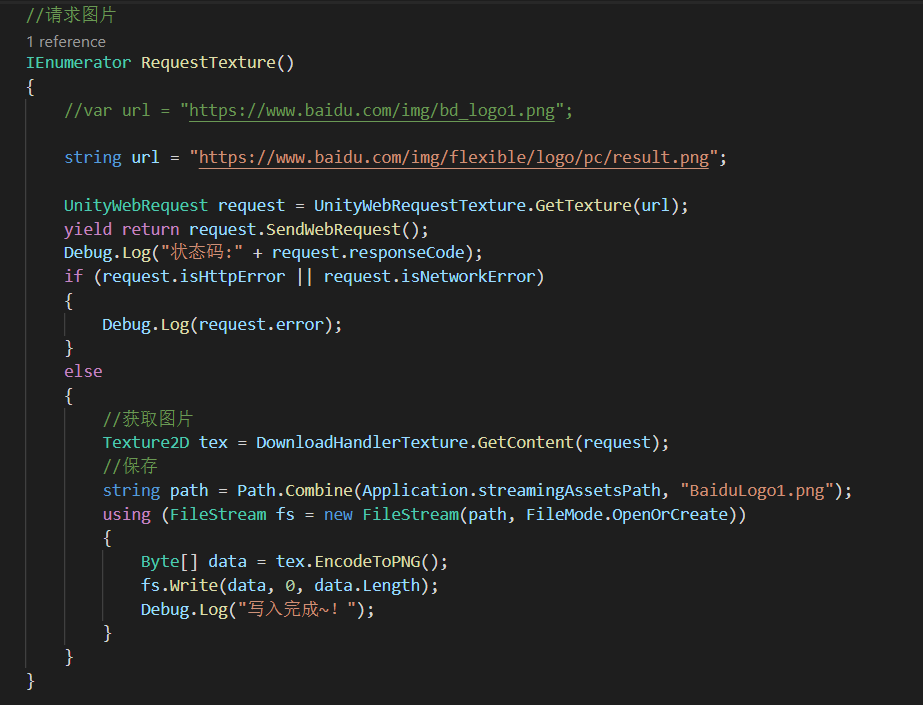 //请求图片
1 reference
IEnumerator RequestTexture()
{
//var url = "https://www.baidu.com/img/bd_logo1.png";
string url = "https://www.baidu.com/img/flexible/logo/pc/result.png";
UnityWebRequest request = UnityWebRequestTexture.GetTexture(url);
yield return request.SendWebRequest();
Debug.Log("状态码:" + request.responseCode);
if (request.isHttpError || request.isNetworkError)
{
Debug.Log(request.error);
}
else
{
//获取图片
Texture2D tex = DownloadHandlerTexture.GetContent(request);
//保存
string path = Path.Combine(Application.streamingAssetsPath, "BaiduLogo1.png");
using (FileStream fs = new FileStream(path, FileMode.OpenOrCreate))
{
Byte[] data = tex.EncodeToPNG();
fs.Write(data, 0, data.Length);
Debug.Log("写入完成~！");
}
}
}